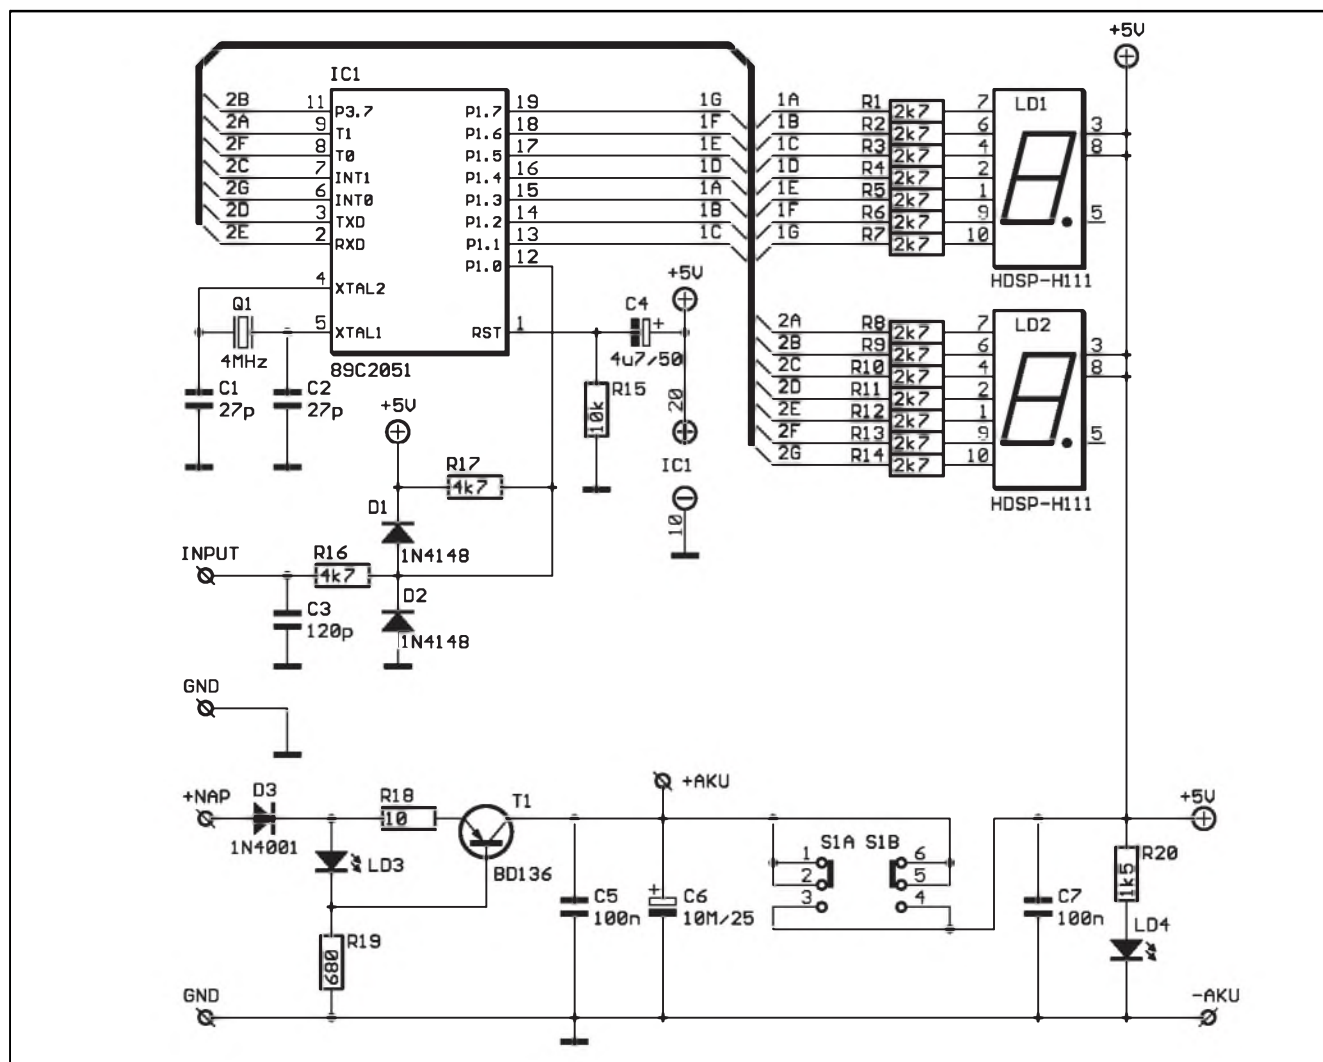 +5V
IC1
2B 11 P3.7 P1.7 19 1G 1A R1 2k7 7 LD1
2A 9 T1 P1.6 18 1F 1B R2 2k7 6 3
2F 8 T0 P1.5 17 1E 1C R3 2k7 4 8
2C 7 INT1 P1.4 16 1D 1D R4 2k7 2
2G 6 INT0 P1.3 15 1A 1E R5 2k7 1
2D 3 TXD P1.2 14 1B 1F R6 2k7 9 5
2E 2 RXD P1.1 13 1C 1G R7 2k7 10
P1.0 12
4 XTAL2
+5V
HDSP-H111
Q1
4MHz
5 XTAL1 RST 1
C4
+
4u7/50
89C2051
2A R8 2k7 7 LD2
2B R9 2k7 6 3
2C R10 2k7 4 8
2D R11 2k7 2
2E R12 2k7 1
2F R13 2k7 9 5
2G R14 2k7 10
HDSP-H111
C1
27p
C2
27p
R15
10k
20
IC1
10
+5V
R17
4k7
D1
1N4148
INPUT
R16
4k7
D2
1N4148
C3
120p
GND
+NAP
D3
1N4001
R18
10
T1
BD136
+AKU
S1A S1B
1 6
2 5
3 4
+5V
R20
1k5
LD3
C5
100n
+
C6
10M/25
C7
100n
LD4
R19
680
GND
-AKU